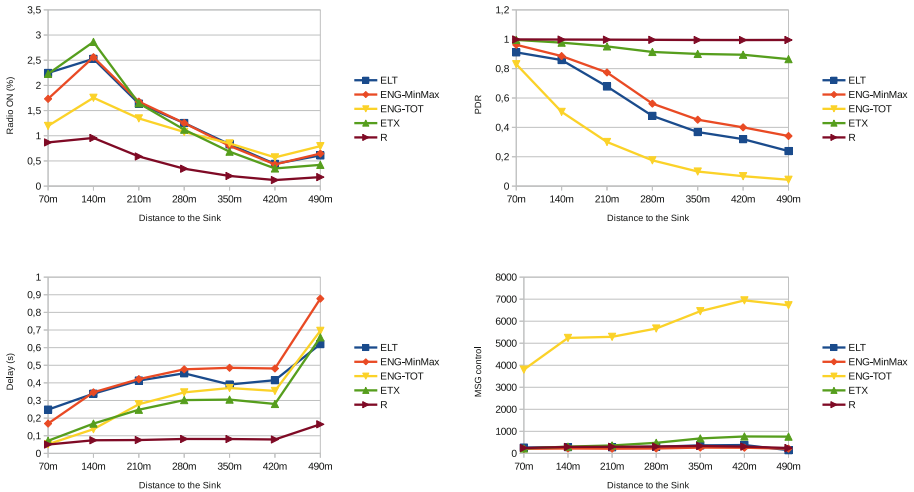 3,5
3
2,5
2
1,5
1
0,5
0
Radio ON (%)
70m 140m 210m 280m 350m 420m 490m
Distance to the Sink
ELT
ENG-MinMax
ENG-TOT
ETX
R
1,2
1
0,8
0,6
0,4
0,2
0
PDR
70m 140m 210m 280m 350m 420m 490m
Distance to the Sink
ELT
ENG-MinMax
ENG-TOT
ETX
R
1
0,9
0,8
0,7
0,6
0,5
0,4
0,3
0,2
0,1
0
Delay (s)
70m 140m 210m 280m 350m 420m 490m
Distance to the Sink
ELT
ENG-MinMax
ENG-TOT
ETX
R
8000
7000
6000
5000
4000
3000
2000
1000
0
MSG control
70m 140m 210m 280m 350m 420m 490m
Distance to the Sink
ELT
ENG-MinMax
ENG-TOT
ETX
R